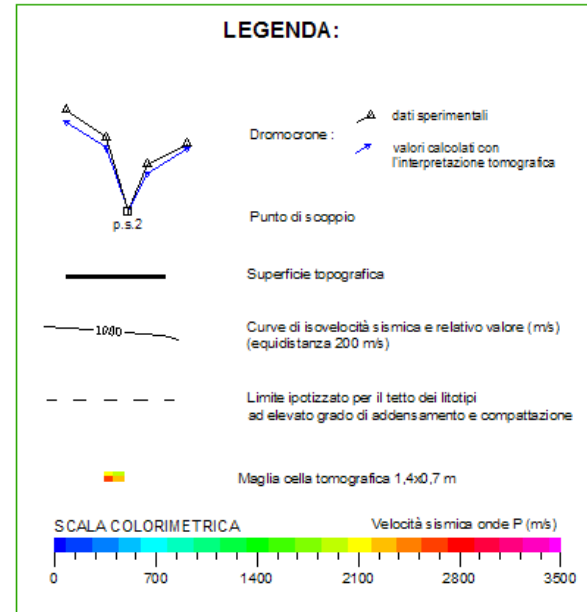 LEGENDA:
dati sperimentali
Dromocrone :
valori calcolati con
l'interpretazione tomografica
p.s.2
Punto di scoppio
Superficie topografica
1000
Curve di isovelocità sismica e relativo valore (m/s)
(equidistanza 200 m/s)
Limite ipotizzato per il tetto dei litotipi
ad elevato grado di addensamento e compattazione
Maglia cella tomografica 1,4x0,7 m
SCALA COLORIMETRICA Velocità sismica onde P (m/s)
0 700 1400 2100 2800 3500